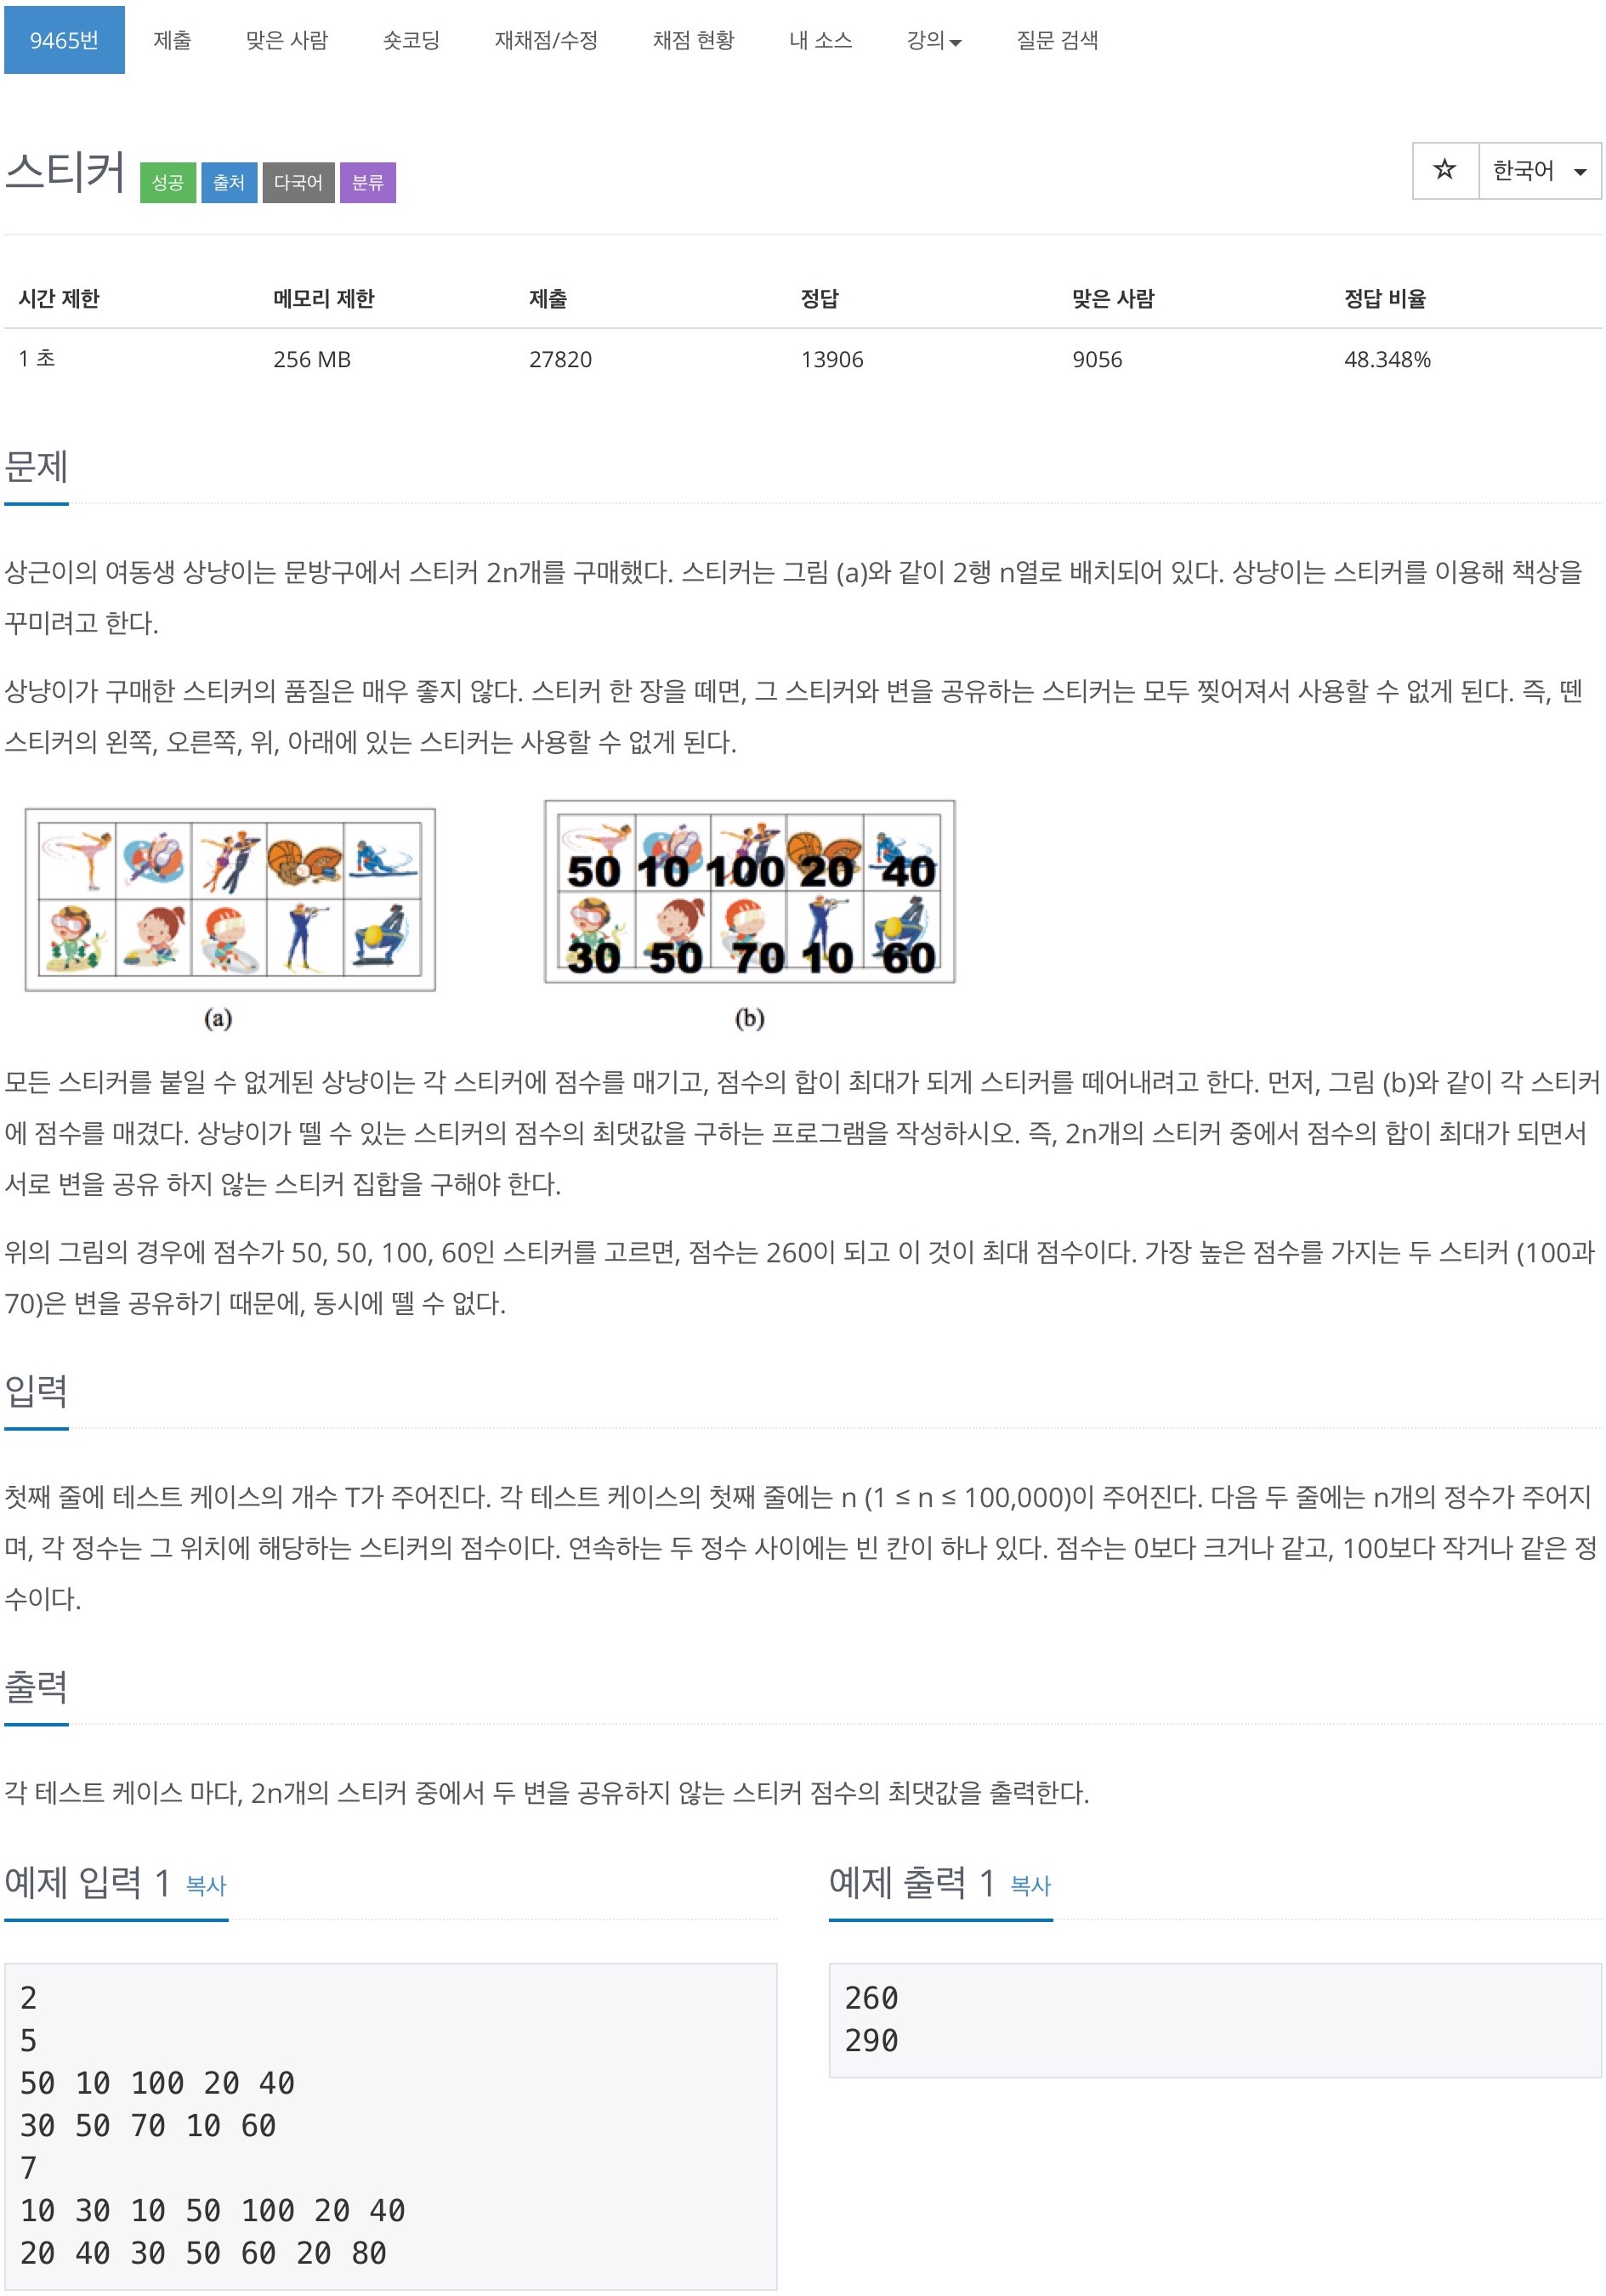 9465번 제출 맞은 사람 숏코딩 재채점/수정 채점 현황 내 소스 강의 질문 검색
스티커 성공 출처 다국어 분류
한국어
시간 제한 메모리 제한 제출 정답 맞은 사람 정답 비율
1 초 256 MB 27820 13906 9056 48.348%
문제
상근이의 여동생 상냥이는 문방구에서 스티커 2n개를 구매했다. 스티커는 그림 (a)와 같이 2행 n열로 배치되어 있다. 상냥이는 스티커를 이용해 책상을
꾸미려고 한다.
상냥이가 구매한 스티커의 품질은 매우 좋지 않다. 스티커 한 장을 떼면, 그 스티커와 변을 공유하는 스티커는 모두 찢어져서 사용할 수 없게 된다. 즉, 뗀
스티커의 왼쪽, 오른쪽, 위, 아래에 있는 스티커는 사용할 수 없게 된다.
50 10 100 20 40
30 50 70 10 60
(a) (b)
모든 스티커를 붙일 수 없게된 상냥이는 각 스티커에 점수를 매기고, 점수의 합이 최대가 되게 스티커를 떼어내려고 한다. 먼저, 그림 (b)와 같이 각 스티커
에 점수를 매겼다. 상냥이가 뗄 수 있는 스티커의 점수의 최댓값을 구하는 프로그램을 작성하시오. 즉, 2n개의 스티커 중에서 점수의 합이 최대가 되면서
서로 변을 공유 하지 않는 스티커 집합을 구해야 한다.
위의 그림의 경우에 점수가 50, 50, 100, 60인 스티커를 고르면, 점수는 260이 되고 이 것이 최대 점수이다. 가장 높은 점수를 가지는 두 스티커 (100과
70)은 변을 공유하기 때문에, 동시에 뗄 수 없다.
입력
첫째 줄에 테스트 케이스의 개수 T가 주어진다. 각 테스트 케이스의 첫째 줄에는 n (1 ≤ n ≤ 100,000)이 주어진다. 다음 두 줄에는 n개의 정수가 주어지
며, 각 정수는 그 위치에 해당하는 스티커의 점수이다. 연속하는 두 정수 사이에는 빈 칸이 하나 있다. 점수는 0보다 크거나 같고, 100보다 작거나 같은 정
수이다.
출력
각 테스트 케이스 마다, 2n개의 스티커 중에서 두 변을 공유하지 않는 스티커 점수의 최댓값을 출력한다.
예제 입력 1 복사
2
5
50 10 100 20 40
30 50 70 10 60
7
10 30 10 50 100 20 40
20 40 30 50 60 20 80
예제 출력 1 복사
260
290